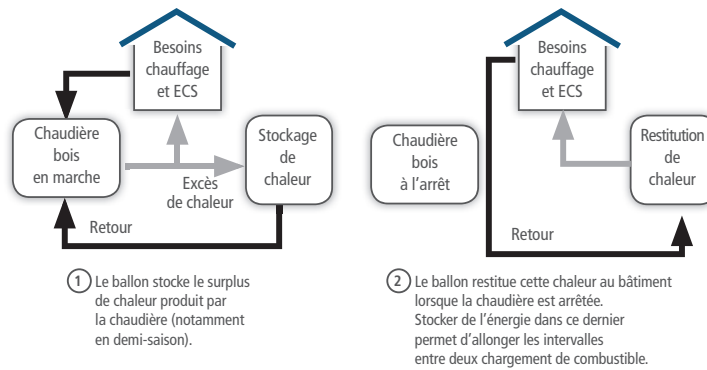 Besoins
chauffage
et ECS
Chaudière
bois
en marche
Stockage
de
chaleur
Excès
de chaleur
Retour
1 Le ballon stocke le surplus
de chaleur produit par
la chaudière (notamment
en demi-saison).
Besoins
chauffage
et ECS
Chaudière
bois
à l'arrêt
Restitution
de
chaleur
Retour
2 Le ballon restitue cette chaleur au bâtiment
lorsque la chaudière est arrêtée.
Stocker de l'énergie dans ce dernier
permet d'allonger les intervalles
entre deux chargement de combustible.